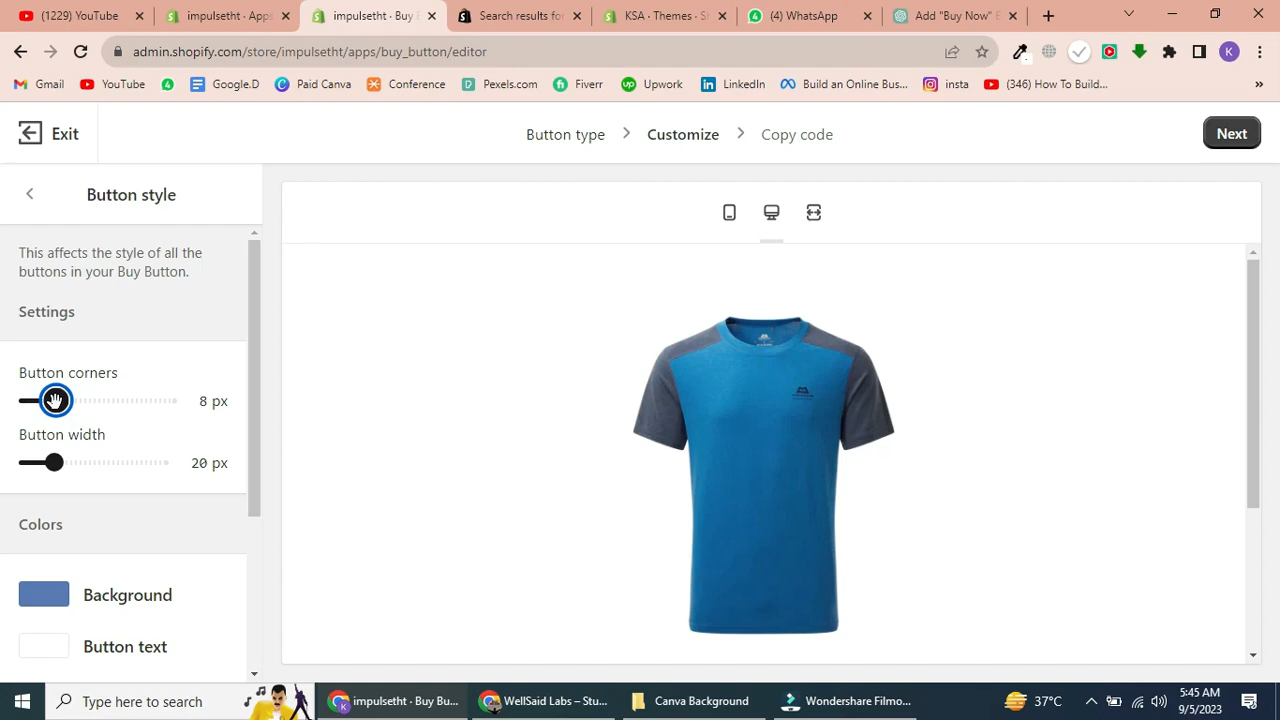 (1229) YouTube
impulsetht · Apps
impulsetht · Buy B
Search results for
KSA · Themes · Sh
(4) WhatsApp
Add "Buy Now" B
admin.shopify.com/store/impulsetht/apps/buy_button/editor
K
Gmail
YouTube
Google.D
Paid Canva
Conference
Pexels.com
Fiverr
Upwork
LinkedIn
Build an Online Bus...
insta
(346) How To Build...
»
Exit
Button type
Customize
Copy code
Next
Button style
This affects the style of all the
buttons in your Buy Button.
Settings
Button corners
8 px
Button width
20 px
Colors
Background
Button text
Type here to search
impulsetht · Buy Bu...
WellSaid Labs – Stu...
Canva Background
Wondershare Filmo...
37°C
5:45 AM
9/5/2023